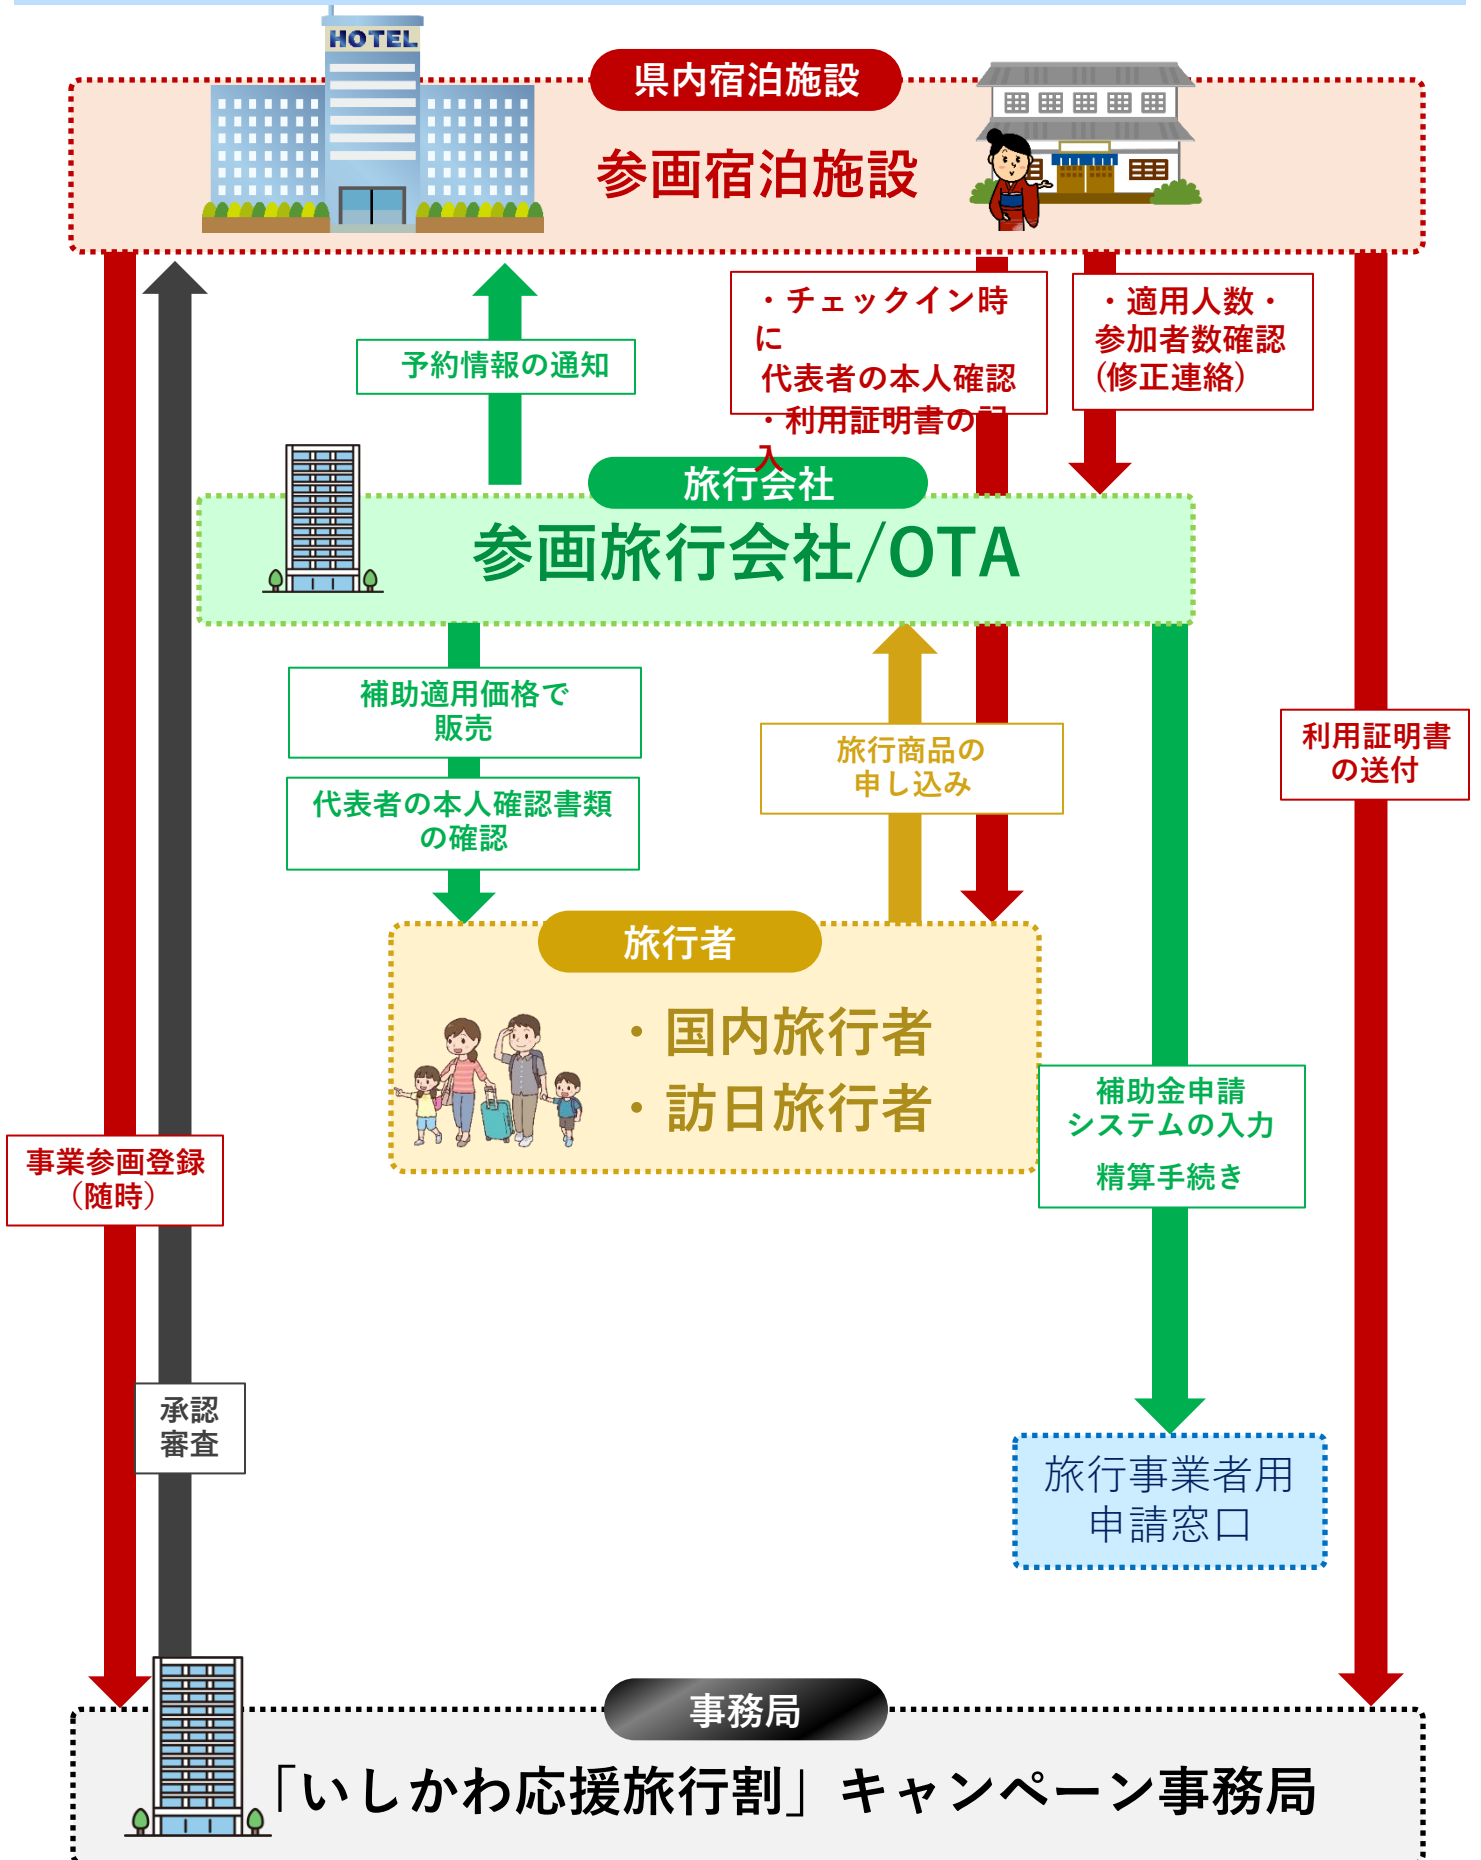 HOTEL
県内宿泊施設
参画宿泊施設
・チェックイン時
に
代表者の本人確認
・利用証明書の記
入
・適用人数・
参加者数確認
(修正連絡)
予約情報の通知
旅行会社
参画旅行会社/OTA
補助適用価格で
販売
代表者の本人確認書類
の確認
旅行商品の
申し込み
利用証明書
の送付
旅行者
・国内旅行者
・訪日旅行者
補助金申請
システムの入力
精算手続き
事業参画登録
（随時）
承認
審査
旅行事業者用
申請窓口
事務局
「いしかわ応援旅行割」キャンペーン事務局